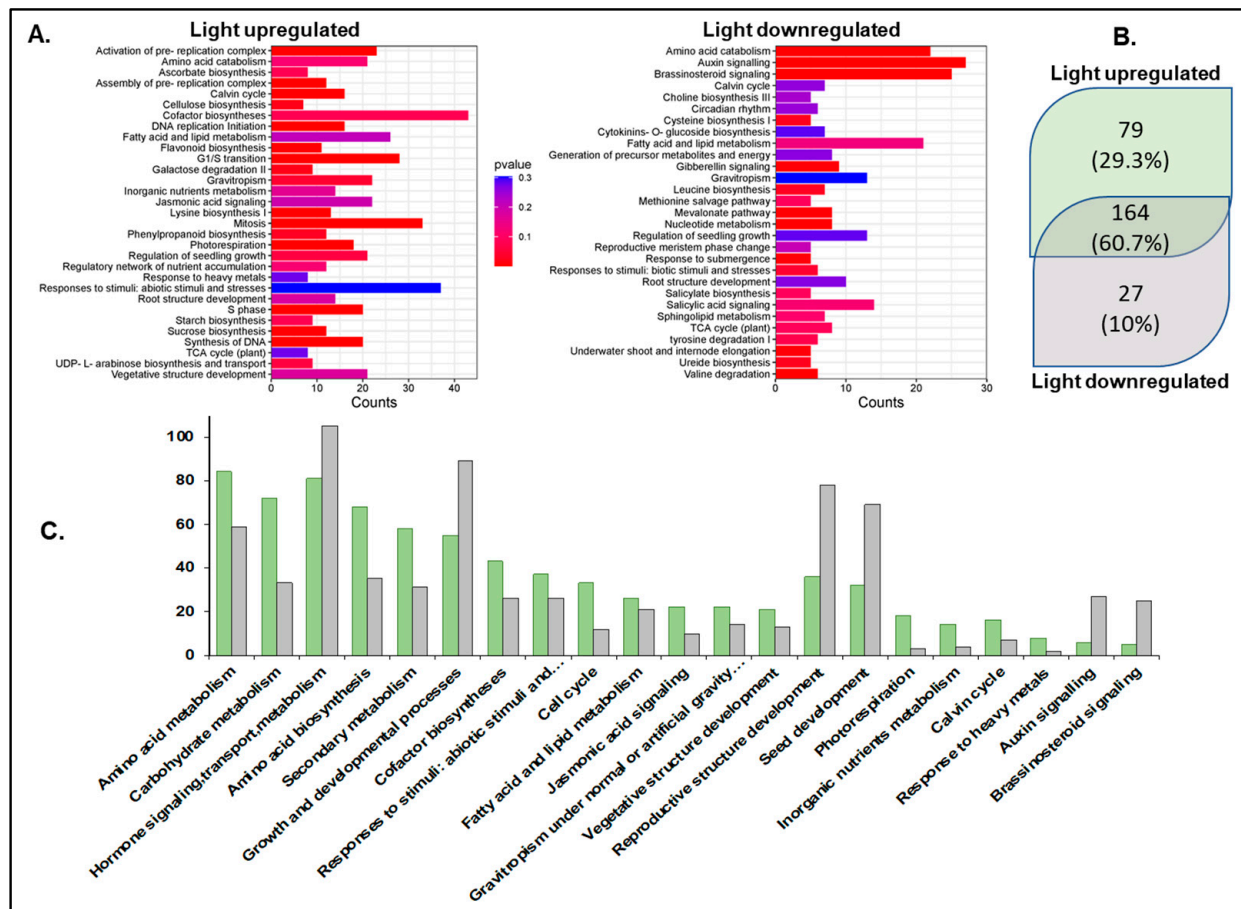 A.
Light upregulated
Activation of pre- replication complex
Amino acid catabolism
Ascorbate biosynthesis
Assembly of pre- replication complex
Calvin cycle
Cellulose biosynthesis
Cofactor biosyntheses
DNA replication Initiation
Fatty acid and lipid metabolism
Flavonoid biosynthesis
G1/S transition
Galactose degradation II
Gravitropism
Inorganic nutrients metabolism
Jasmonic acid signaling
Lysine biosynthesis I
Mitosis
Phenylpropanoid biosynthesis
Photorespiration
Regulation of seedling growth
Regulatory network of nutrient accumulation
Response to heavy metals
Responses to stimuli: abiotic stimuli and stresses
Root structure development
S phase
Starch biosynthesis
Sucrose biosynthesis
Synthesis of DNA
TCA cycle (plant)
UDP- L- arabinose biosynthesis and transport
Vegetative structure development
0 10 20 30 40
Counts
pvalue
0.3
0.2
0.1
Light downregulated
Amino acid catabolism
Auxin signalling
Brassinosteroid signaling
Calvin cycle
Choline biosynthesis III
Circadian rhythm
Cysteine biosynthesis I
Cytokinins- O- glucoside biosynthesis
Fatty acid and lipid metabolism
Generation of precursor metabolites and energy
Gibberellin signaling
Gravitropism
Leucine biosynthesis
Methionine salvage pathway
Mevalonate pathway
Nucleotide metabolism
Regulation of seedling growth
Reproductive meristem phase change
Response to submergence
Responses to stimuli: biotic stimuli and stresses
Root structure development
Salicylate biosynthesis
Salicylic acid signaling
Sphingolipid metabolism
TCA cycle (plant)
tyrosine degradation I
Underwater shoot and internode elongation
Ureide biosynthesis
Valine degradation
0 10 20 30
Counts
B.
Light upregulated
79
(29.3%)
164
(60.7%)
27
(10%)
Light downregulated
C.
100
80
60
40
20
0
Amino acid metabolism
Carbohydrate metabolism
Hormone signaling,transport,metabolism
Amino acid biosynthesis
Secondary metabolism
Growth and developmental processes
Cofactor biosyntheses
Responses to stimuli: abiotic stimuli and...
Cell cycle
Fatty acid and lipid metabolism
Jasmonic acid signaling
Gravitropism under normal or artificial gravity...
Vegetative structure development
Reproductive structure development
Seed development
Photorespiration
Inorganic nutrients metabolism
Calvin cycle
Response to heavy metals
Auxin signalling
Brassinosteroid signaling